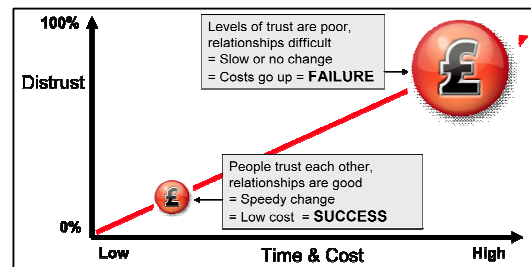 100%
Levels of trust are poor,
relationships difficult
= Slow or no change
= Costs go up = FAILURE
£
Distrust
People trust each other,
relationships are good
= Speedy change
= Low cost = SUCCESS
£
0%
Low
Time & Cost
High